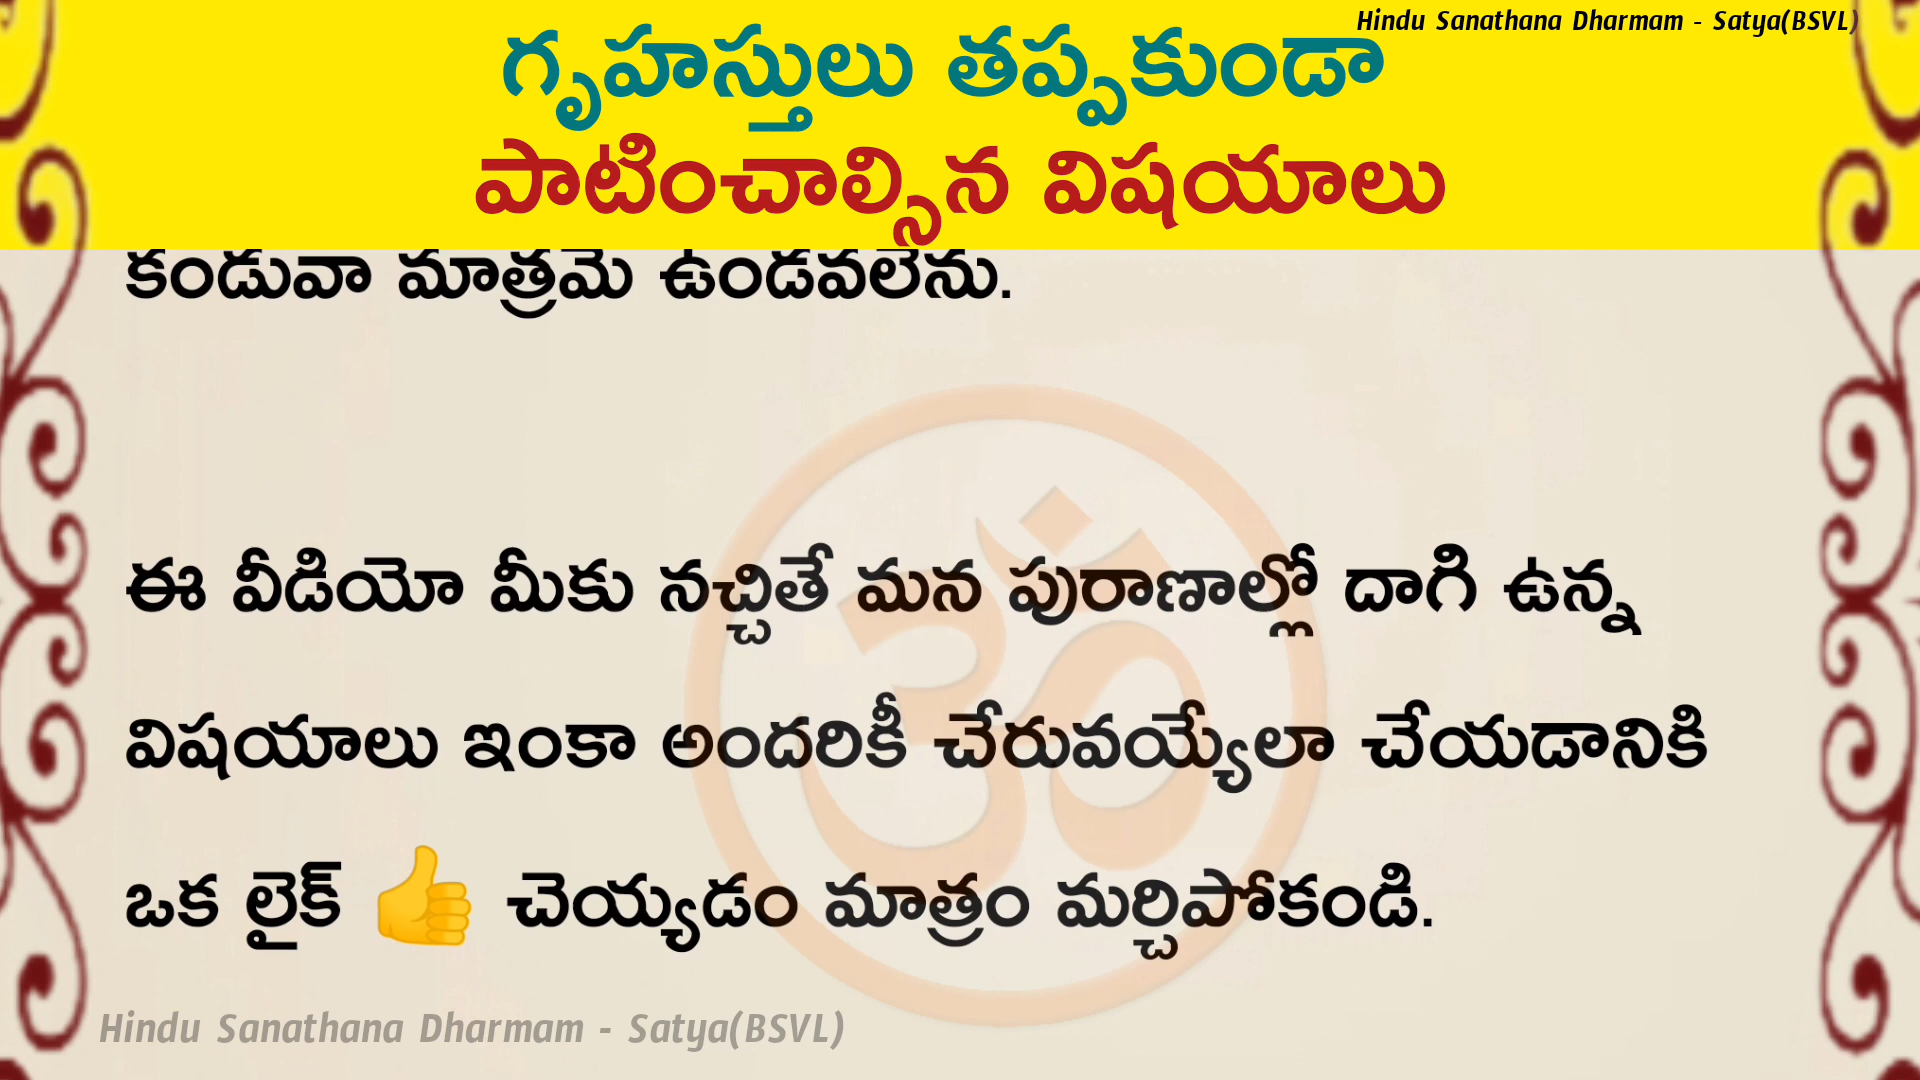 Hindu Sanathana Dharmam - Satya(BSVL)
గృహస్తులు తప్పకుండా
పాటించాల్సిన విషయాలు
కండువా మాత్రమే ఉండవలెను.
ఈ వీడియో మీకు నచ్చితే మన పురాణాల్లో దాగి ఉన్న
విషయాలు ఇంకా అందరికీ చేరువయ్యేలా చేయడానికి
ఒక లైక్ 👍 చెయ్యడం మాత్రం మర్చిపోకండి.
Hindu Sanathana Dharmam - Satya(BSVL)